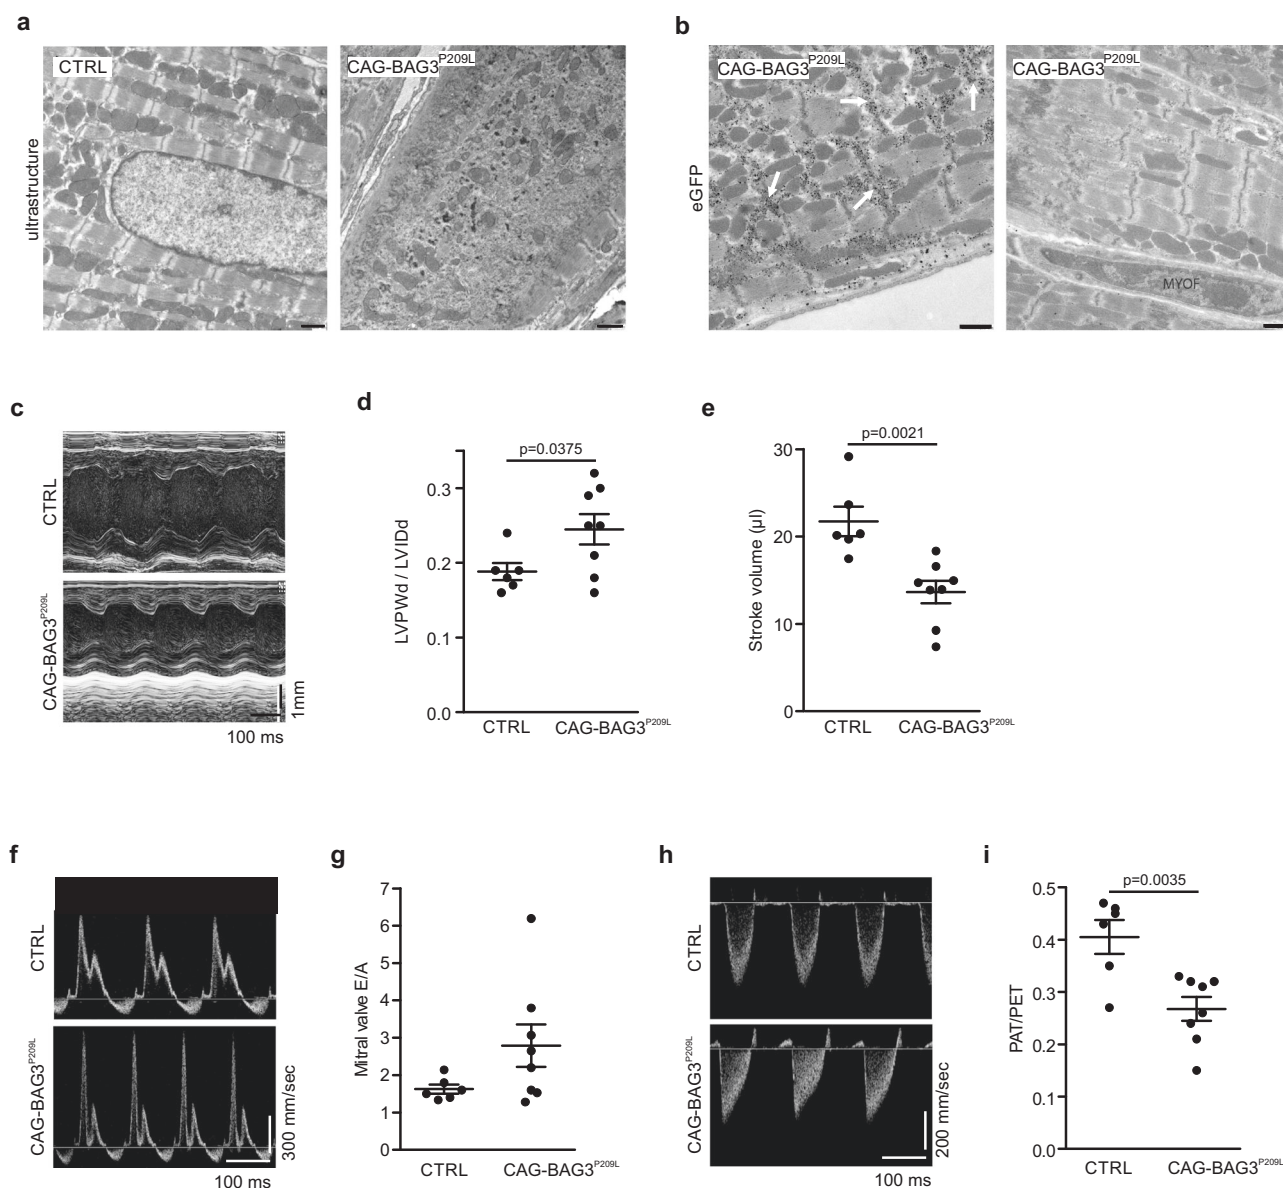 a
CTRL
CAG-BAG3P209L
ultrastructure
b
CAG-BAG3P209L
CAG-BAG3P209L
eGFP
MYOF
c
CTRL
CAG-BAG3P209L
1mm
100 ms
d
p=0.0375
LVPWd / LVIDd
0.3
0.2
0.1
0.0
CTRL
CAG-BAG3P209L
e
p=0.0021
Stroke volume (µl)
30
20
10
0
CTRL
CAG-BAG3P209L
f
CTRL
CAG-BAG3P209L
300 mm/sec
100 ms
g
Mitral valve E/A
7
6
5
4
3
2
1
0
CTRL
CAG-BAG3P209L
h
CTRL
CAG-BAG3P209L
200 mm/sec
100 ms
i
p=0.0035
PAT/PET
0.5
0.4
0.3
0.2
0.1
0.0
CTRL
CAG-BAG3P209L